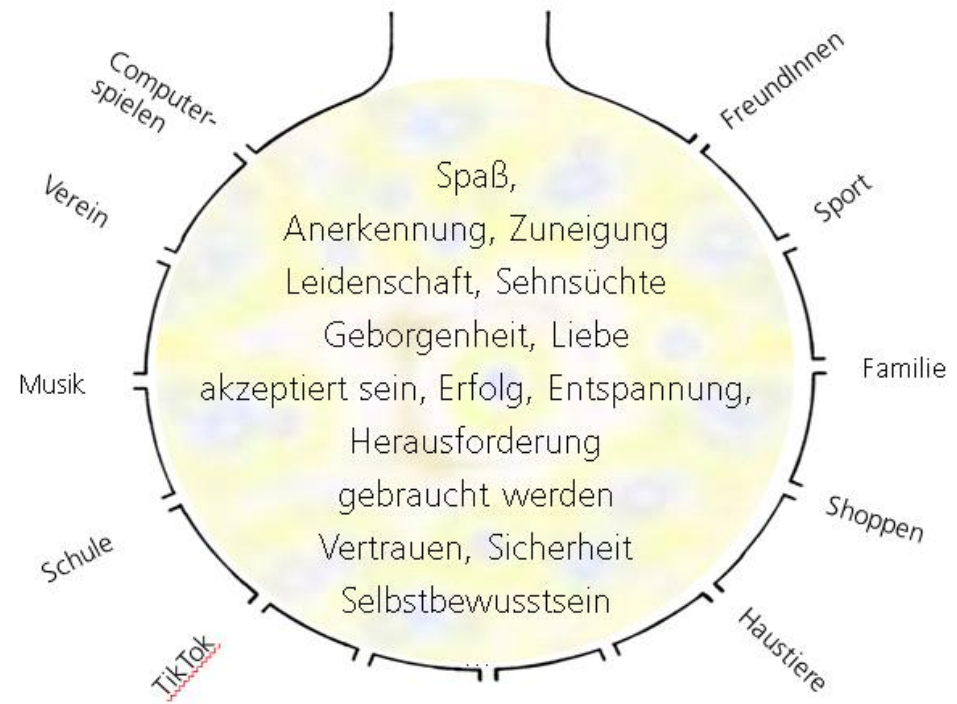 Computer-
spielen
Verein
Musik
Schule
TikTok
Spaß,
Anerkennung, Zuneigung
Leidenschaft, Sehnsüchte
Geborgenheit, Liebe
akzeptiert sein, Erfolg, Entspannung,
Herausforderung
gebraucht werden
Vertrauen, Sicherheit
Selbstbewusstsein
...
FreundInnen
Sport
Familie
Shoppen
Haustiere